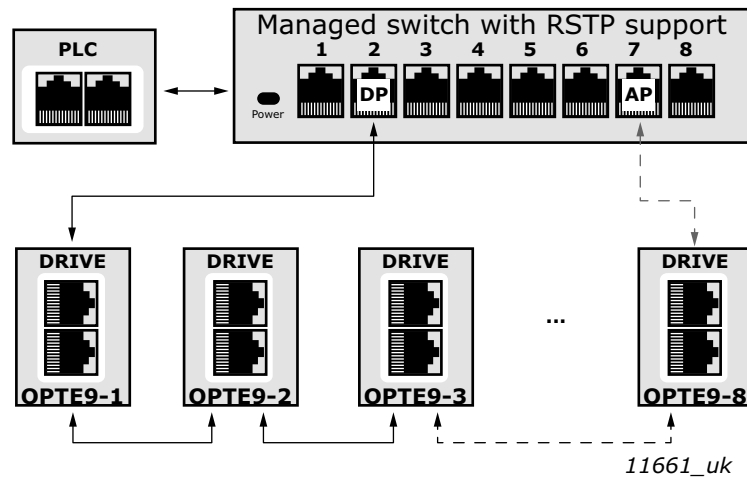 Managed switch with RSTP support
PLC
1 2 3 4 5 6 7 8
DP
AP
Power
DRIVE DRIVE DRIVE DRIVE
...
OPTE9-1 OPTE9-2 OPTE9-3 OPTE9-8
11661_uk